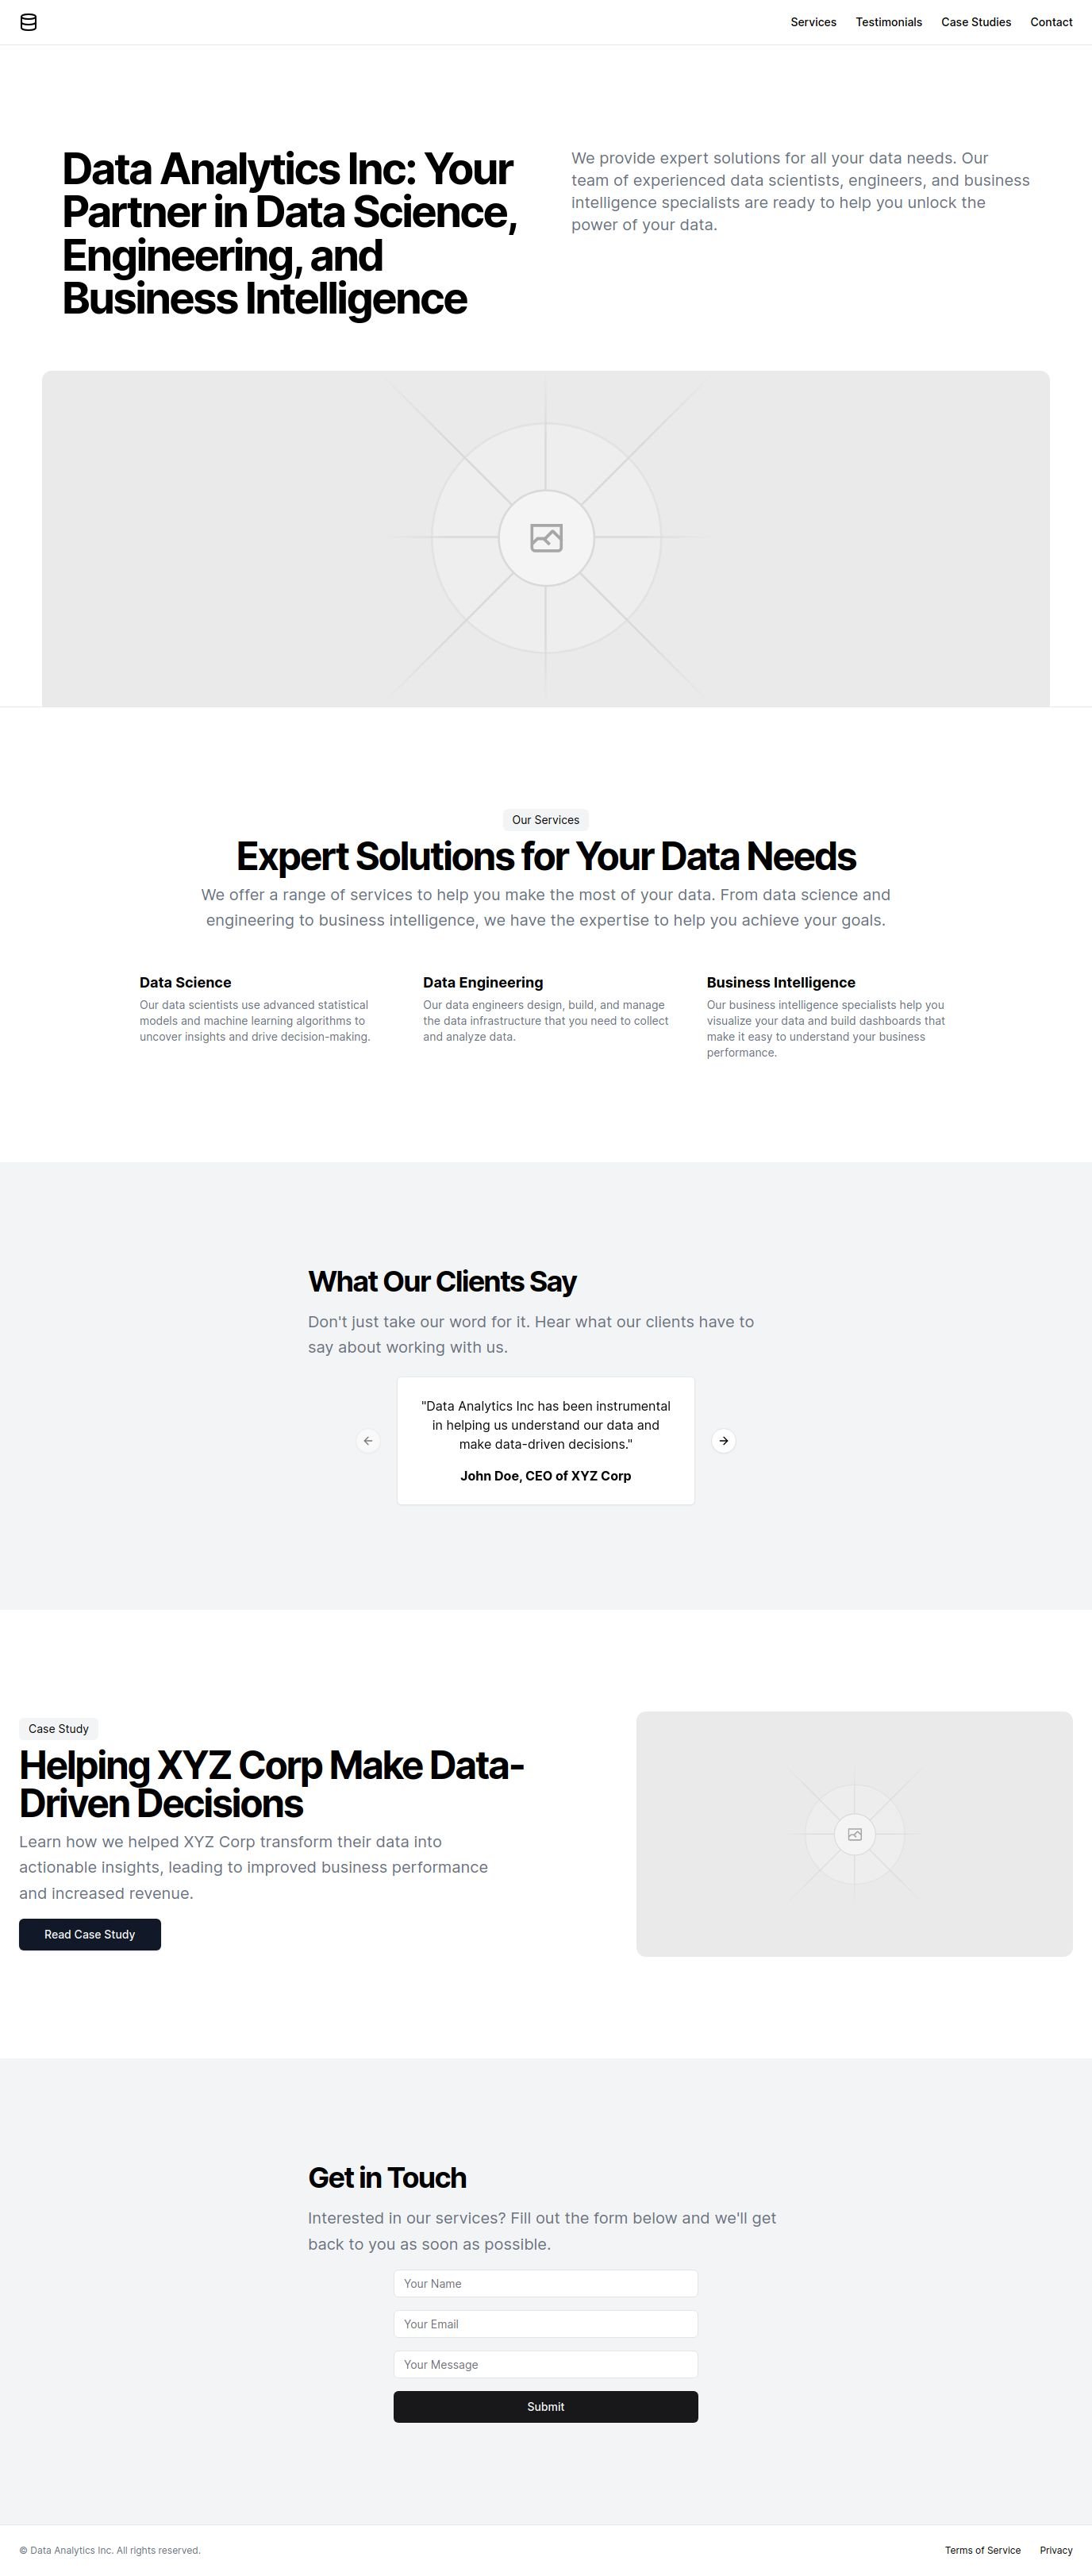 Services Testimonials Case Studies Contact
Data Analytics Inc: Your
Partner in Data Science,
Engineering, and
Business Intelligence
We provide expert solutions for all your data needs. Our
team of experienced data scientists, engineers, and business
intelligence specialists are ready to help you unlock the
power of your data.
Our Services
Expert Solutions for Your Data Needs
We offer a range of services to help you make the most of your data. From data science and
engineering to business intelligence, we have the expertise to help you achieve your goals.
Data Science
Our data scientists use advanced statistical
models and machine learning algorithms to
uncover insights and drive decision-making.
Data Engineering
Our data engineers design, build, and manage
the data infrastructure that you need to collect
and analyze data.
Business Intelligence
Our business intelligence specialists help you
visualize your data and build dashboards that
make it easy to understand your business
performance.
What Our Clients Say
Don't just take our word for it. Hear what our clients have to
say about working with us.
"Data Analytics Inc has been instrumental
in helping us understand our data and
make data-driven decisions."
John Doe, CEO of XYZ Corp
Case Study
Helping XYZ Corp Make Data-
Driven Decisions
Learn how we helped XYZ Corp transform their data into
actionable insights, leading to improved business performance
and increased revenue.
Read Case Study
Get in Touch
Interested in our services? Fill out the form below and we'll get
back to you as soon as possible.
Your Name
Your Email
Your Message
Submit
© Data Analytics Inc. All rights reserved.
Terms of Service Privacy